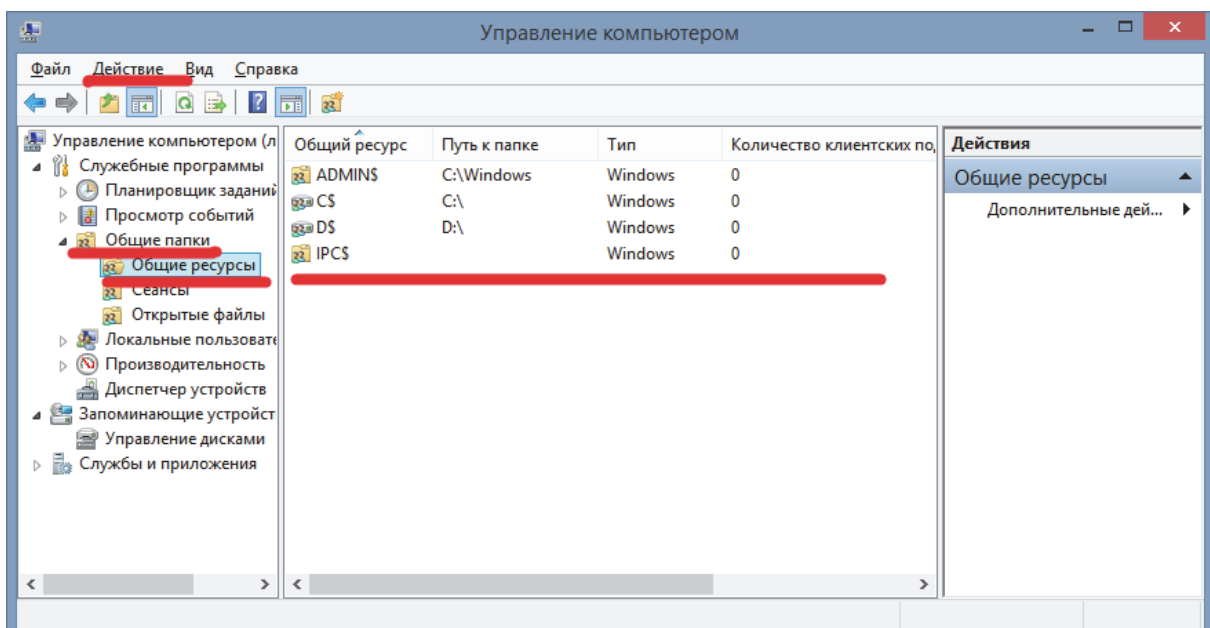 Управление компьютером
Файл Действие Вид Справка
Управление компьютером (л
Служебные программы
Планировщик заданий
Просмотр событий
Общие папки
Общие ресурсы
Сеансы
Открытые файлы
Локальные пользовате
Производительность
Диспетчер устройств
Запоминающие устройст
Управление дисками
Службы и приложения
Общий ресурс Путь к папке Тип Количество клиентских по
ADMIN$ C:\Windows Windows 0
C$ C:\ Windows 0
D$ D:\ Windows 0
IPC$ Windows 0
Действия
Общие ресурсы
Дополнительные дей...